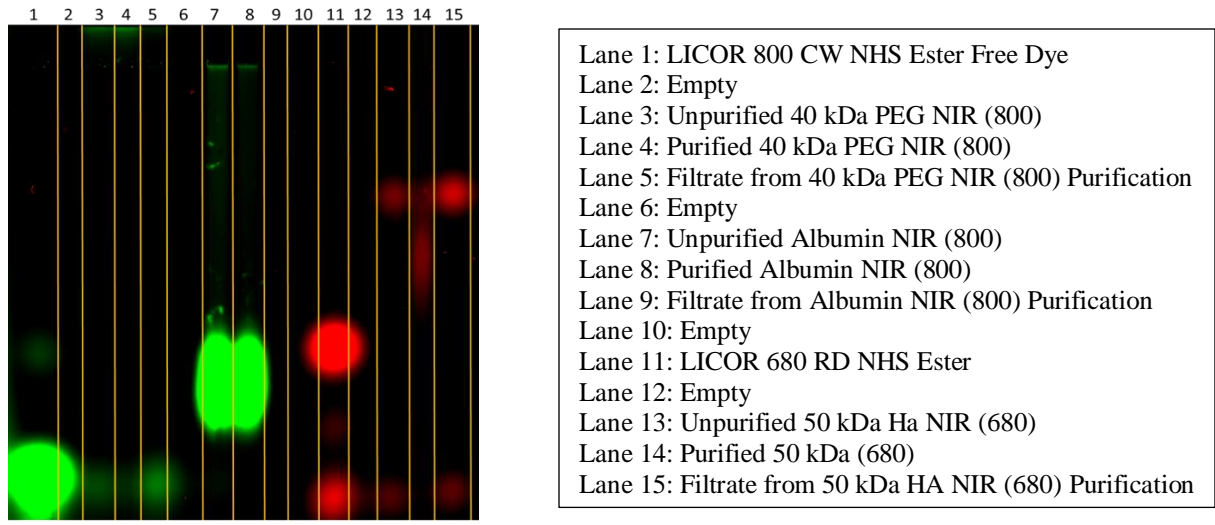 1 2 3 4 5 6 7 8 9 10 11 12 13 14 15
Lane 1: LICOR 800 CW NHS Ester Free Dye
Lane 2: Empty
Lane 3: Unpurified 40 kDa PEG NIR (800)
Lane 4: Purified 40 kDa PEG NIR (800)
Lane 5: Filtrate from 40 kDa PEG NIR (800) Purification
Lane 6: Empty
Lane 7: Unpurified Albumin NIR (800)
Lane 8: Purified Albumin NIR (800)
Lane 9: Filtrate from Albumin NIR (800) Purification
Lane 10: Empty
Lane 11: LICOR 680 RD NHS Ester
Lane 12: Empty
Lane 13: Unpurified 50 kDa Ha NIR (680)
Lane 14: Purified 50 kDa (680)
Lane 15: Filtrate from 50 kDa HA NIR (680) Purification